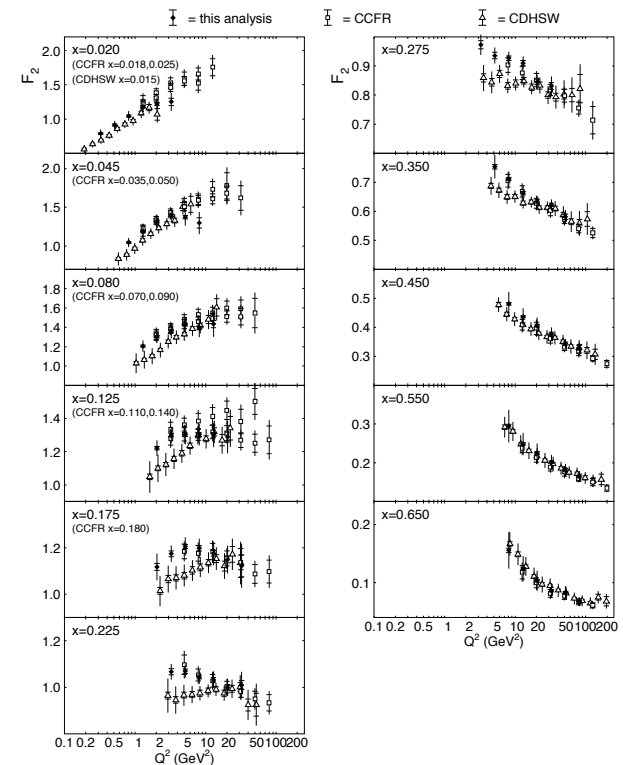 = this analysis = CCFR = CDHSW
F2
x=0.020
(CCFR x=0.018,0.025)
(CDHSW x=0.015)
2.0
1.5
1.0
x=0.045
(CCFR x=0.035,0.050)
2.0
1.5
1.0
x=0.080
(CCFR x=0.070,0.090)
1.8
1.6
1.4
1.2
1.0
x=0.125
(CCFR x=0.110,0.140)
1.4
1.2
1.0
x=0.175
(CCFR x=0.180)
1.2
1.0
x=0.225
1.2
1.0
0.1 0.2 0.5 1 2 5 10 20 50 100 200
Q2 (GeV2)
F2
x=0.275
0.9
0.8
0.7
x=0.350
0.7
0.6
0.5
x=0.450
0.5
0.4
0.3
x=0.550
0.3
0.2
x=0.650
0.2
0.1
0.1 0.2 0.5 1 2 5 10 20 50 100 200
Q2 (GeV2)